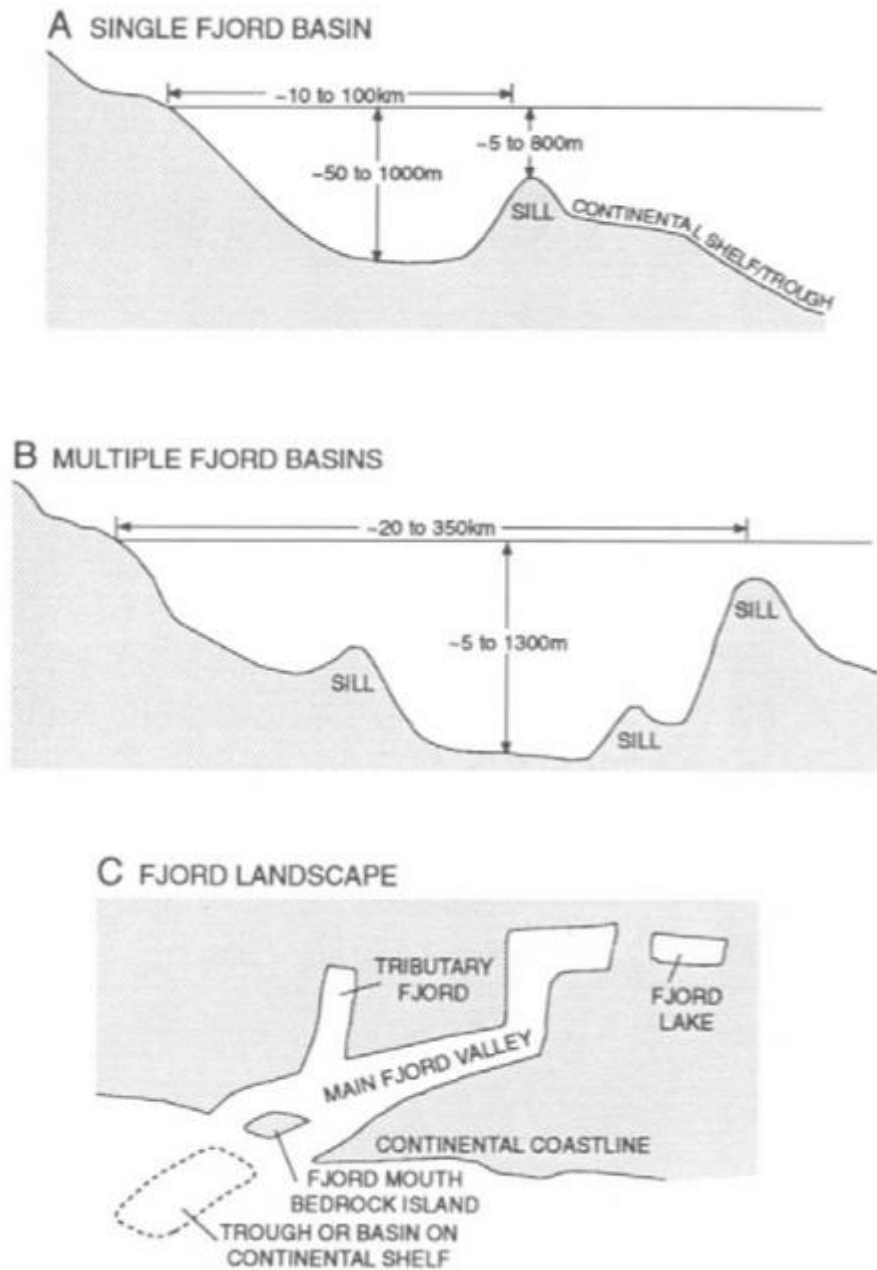 A SINGLE FJORD BASIN
~10 to 100km
~5 to 800m
~50 to 1000m
SILL
CONTINENTAL SHELF/TROUGH
B MULTIPLE FJORD BASINS
~20 to 350km
~5 to 1300m
SILL
SILL
SILL
C FJORD LANDSCAPE
TRIBUTARY
FJORD
FJORD
LAKE
MAIN FJORD VALLEY
CONTINENTAL COASTLINE
FJORD MOUTH
BEDROCK ISLAND
TROUGH OR BASIN ON
CONTINENTAL SHELF